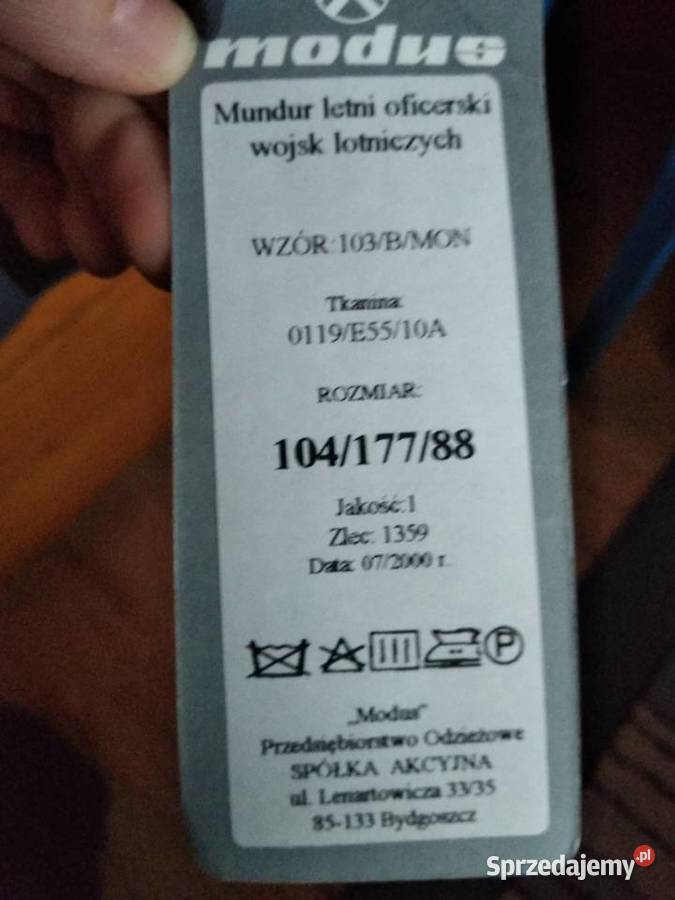 modus
Mundur letni oficerski
wojsk lotniczych
WZÓR:103/B/MON
Tkanina:
0119/E55/10A
ROZMIAR:
104/177/88
Jakość:1
Zlec: 1359
Data: 07/2000 r.
P
„Modus"
Przedsiębiorstwo Odzieżowe
SPÓŁKA AKCYJNA
ul. Lenartowicza 33/35
85-133 Bydgoszcz
Sprzedajemy.pl